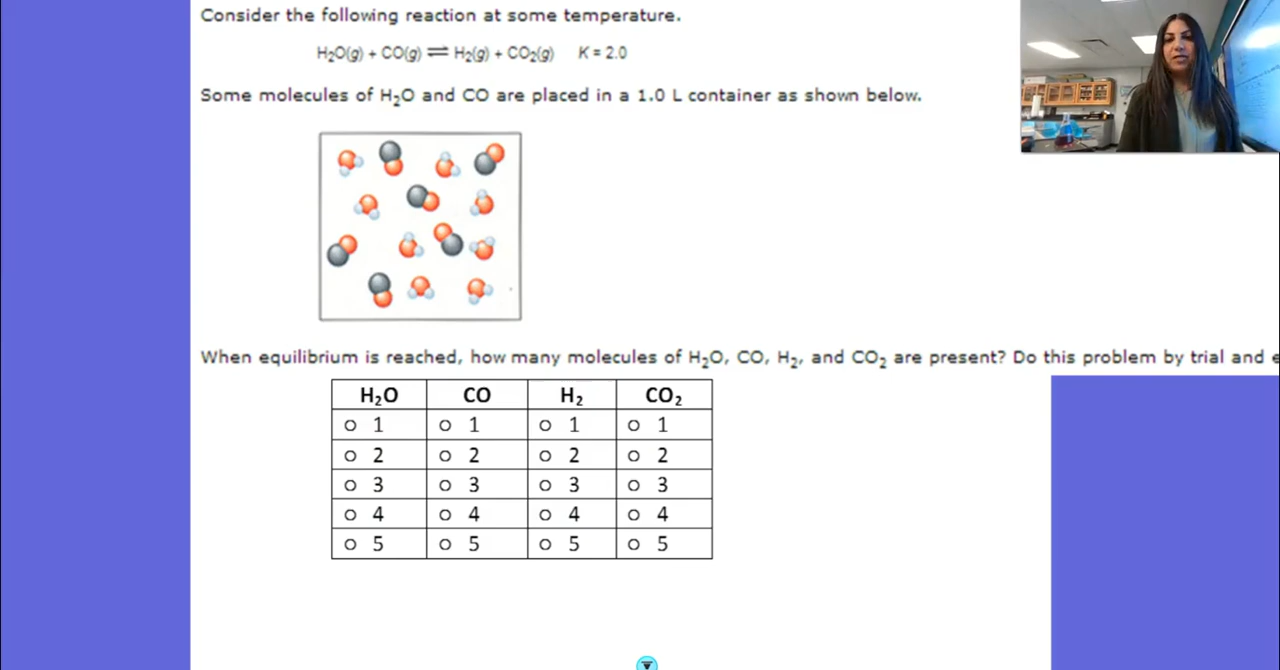 Consider the following reaction at some temperature.
H₂O(g) + CO(g) ⇌ H₂(g) + CO₂(g) K = 2.0
Some molecules of H₂O and CO are placed in a 1.0 L container as shown below.
When equilibrium is reached, how many molecules of H₂O, CO, H₂, and CO₂ are present? Do this problem by trial and e
H₂O CO H₂ CO₂
1 1 1 1
2 2 2 2
3 3 3 3
4 4 4 4
5 5 5 5